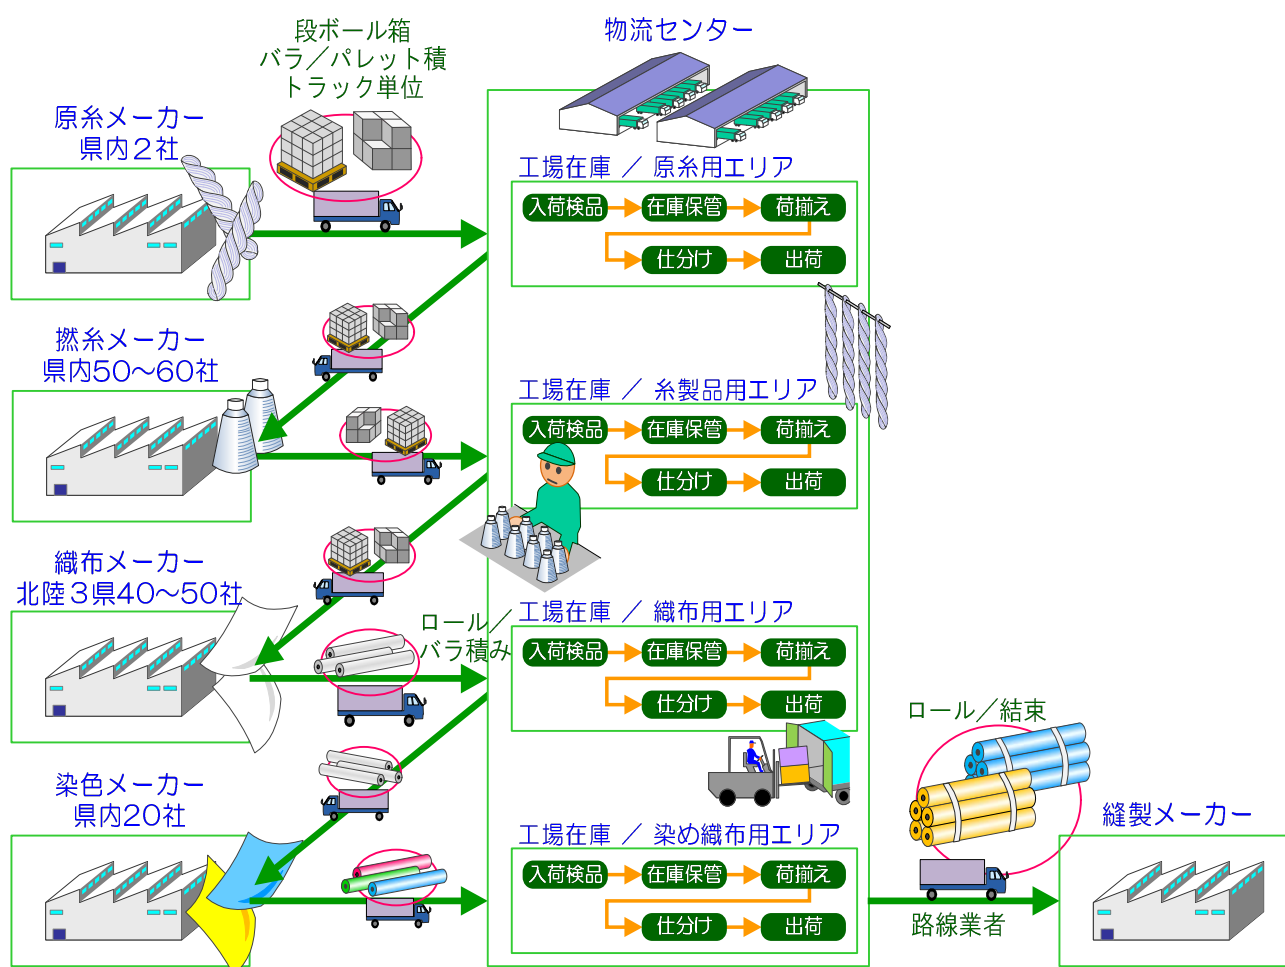 段ボール箱
バラ／パレット積
トラック単位
物流センター
原糸メーカー
県内２社
工場在庫 ／ 原糸用エリア
入荷検品
在庫保管
荷揃え
仕分け
出荷
撚糸メーカー
県内50～60社
工場在庫 ／ 糸製品用エリア
入荷検品
在庫保管
荷揃え
仕分け
出荷
織布メーカー
北陸３県40～50社
ロール／
バラ積み
工場在庫 ／ 織布用エリア
入荷検品
在庫保管
荷揃え
仕分け
出荷
染色メーカー
県内20社
ロール／結束
縫製メーカー
工場在庫 ／ 染め織布用エリア
入荷検品
在庫保管
荷揃え
仕分け
出荷
路線業者